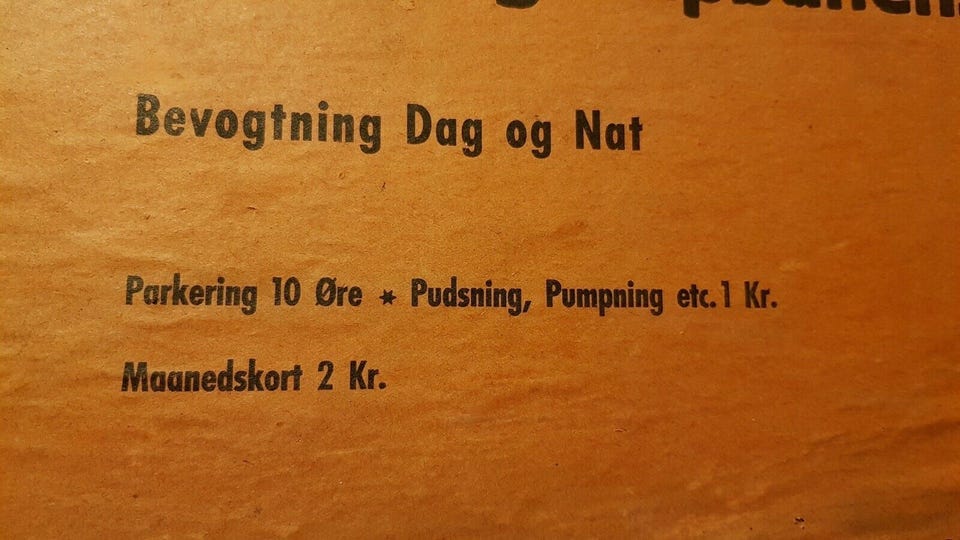 Bevogtning Dag og Nat
Parkering 10 Øre * Pudsning, Pumpning etc. 1 Kr.
Maanedskort 2 Kr.